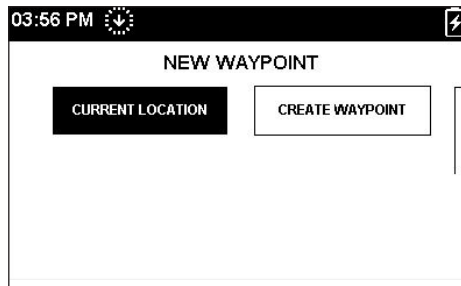 03:56 PM
NEW WAYPOINT
CURRENT LOCATION
CREATE WAYPOINT